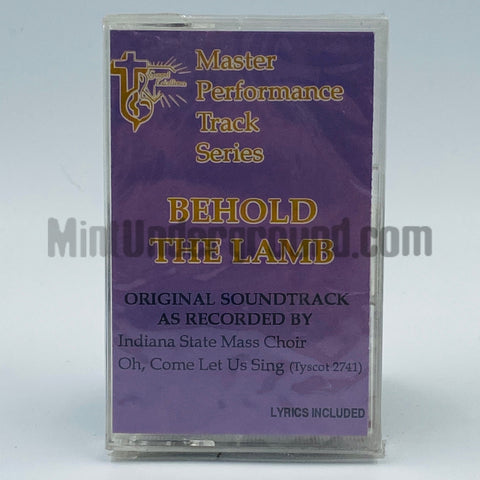 Master
Performance
Track
Series
BEHOLD
THE LAMB
MintUnderground.com
ORIGINAL SOUNDTRACK
AS RECORDED BY
Indiana State Mass Choir
Oh, Come Let Us Sing (Tyscot 2741)
LYRICS INCLUDED